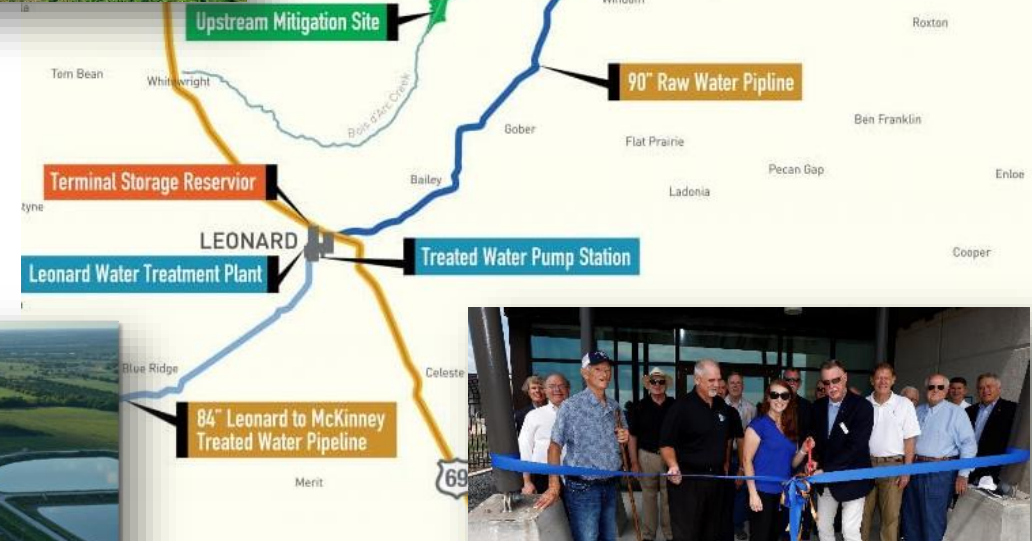 Windom
Upstream Mitigation Site
Roxton
Tom Bean
Whitewright
90" Raw Water Pipline
Bois d'Arc Creek
Ben Franklin
Gober
Flat Prairie
Pecan Gap
Enloe
Terminal Storage Reservior
Bailey
Ladonia
tyne
LEONARD
Treated Water Pump Station
Cooper
Leonard Water Treatment Plant
Blue Ridge
Celeste
84" Leonard to McKinney
Treated Water Pipeline
69
Merit